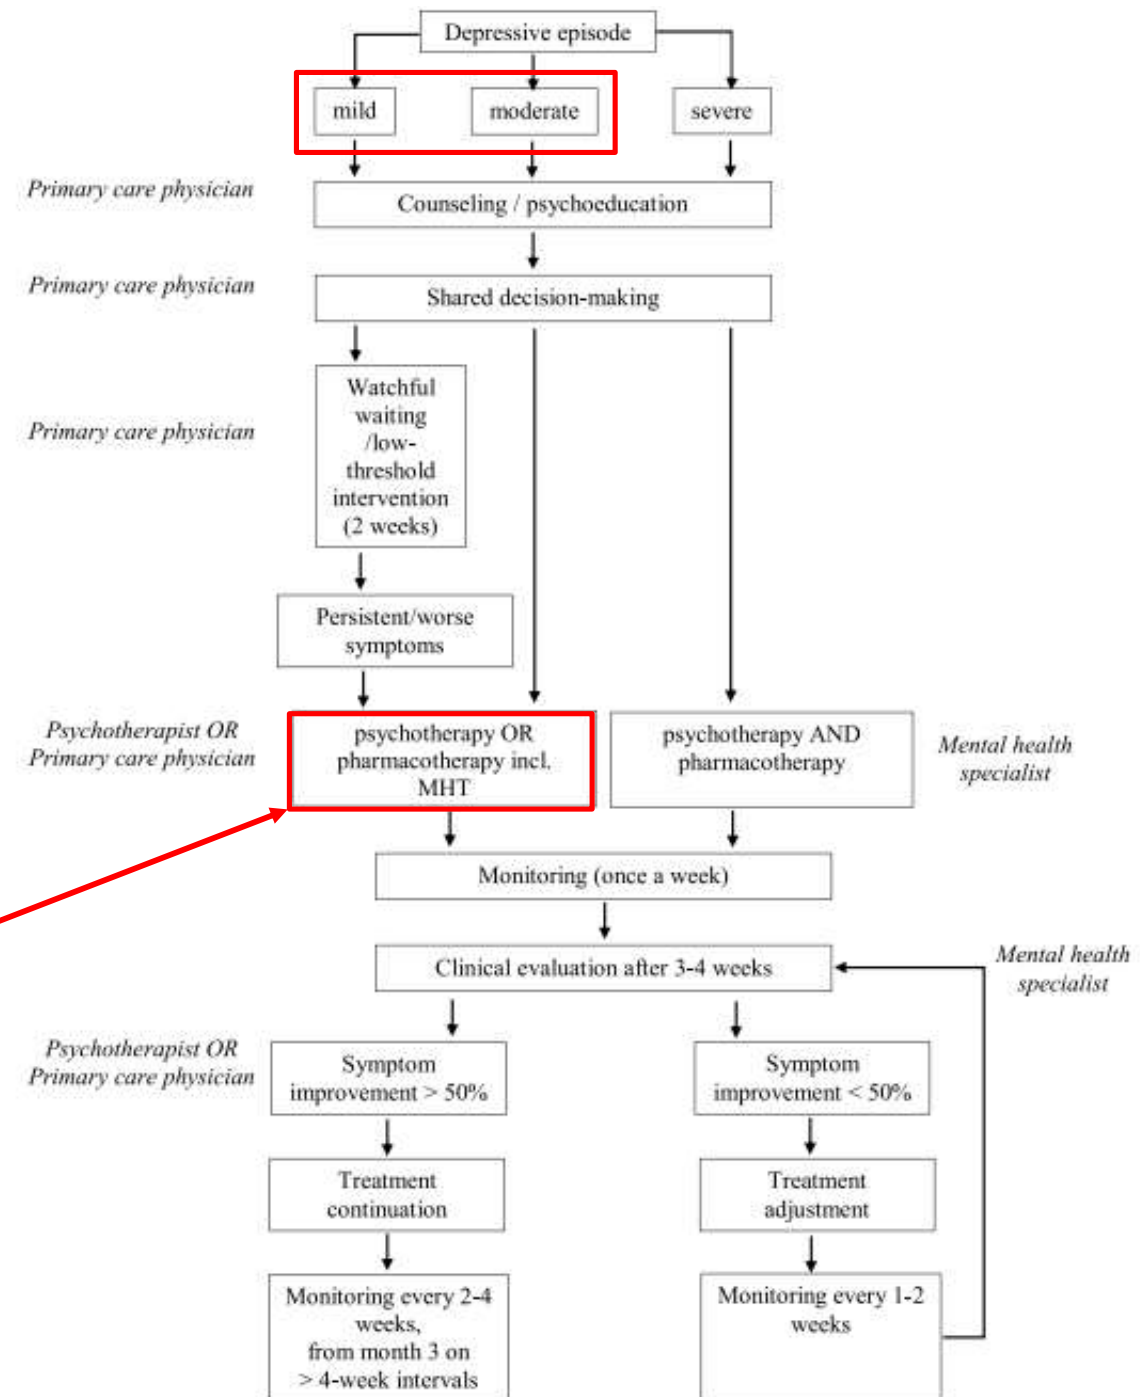 Depressive episode
mild
moderate
severe
Primary care physician
Counseling / psychoeducation
Primary care physician
Shared decision-making
Primary care physician
Watchful
waiting
/low-
threshold
intervention
(2 weeks)
Persistent/worse
symptoms
Psychotherapist OR
Primary care physician
psychotherapy OR
pharmacotherapy incl.
MHT
psychotherapy AND
pharmacotherapy
Mental health
specialist
Monitoring (once a week)
Clinical evaluation after 3-4 weeks
Mental health
specialist
Psychotherapist OR
Primary care physician
Symptom
improvement > 50%
Symptom
improvement < 50%
Treatment
continuation
Treatment
adjustment
Monitoring every 2-4
weeks,
from month 3 on
> 4-week intervals
Monitoring every 1-2
weeks